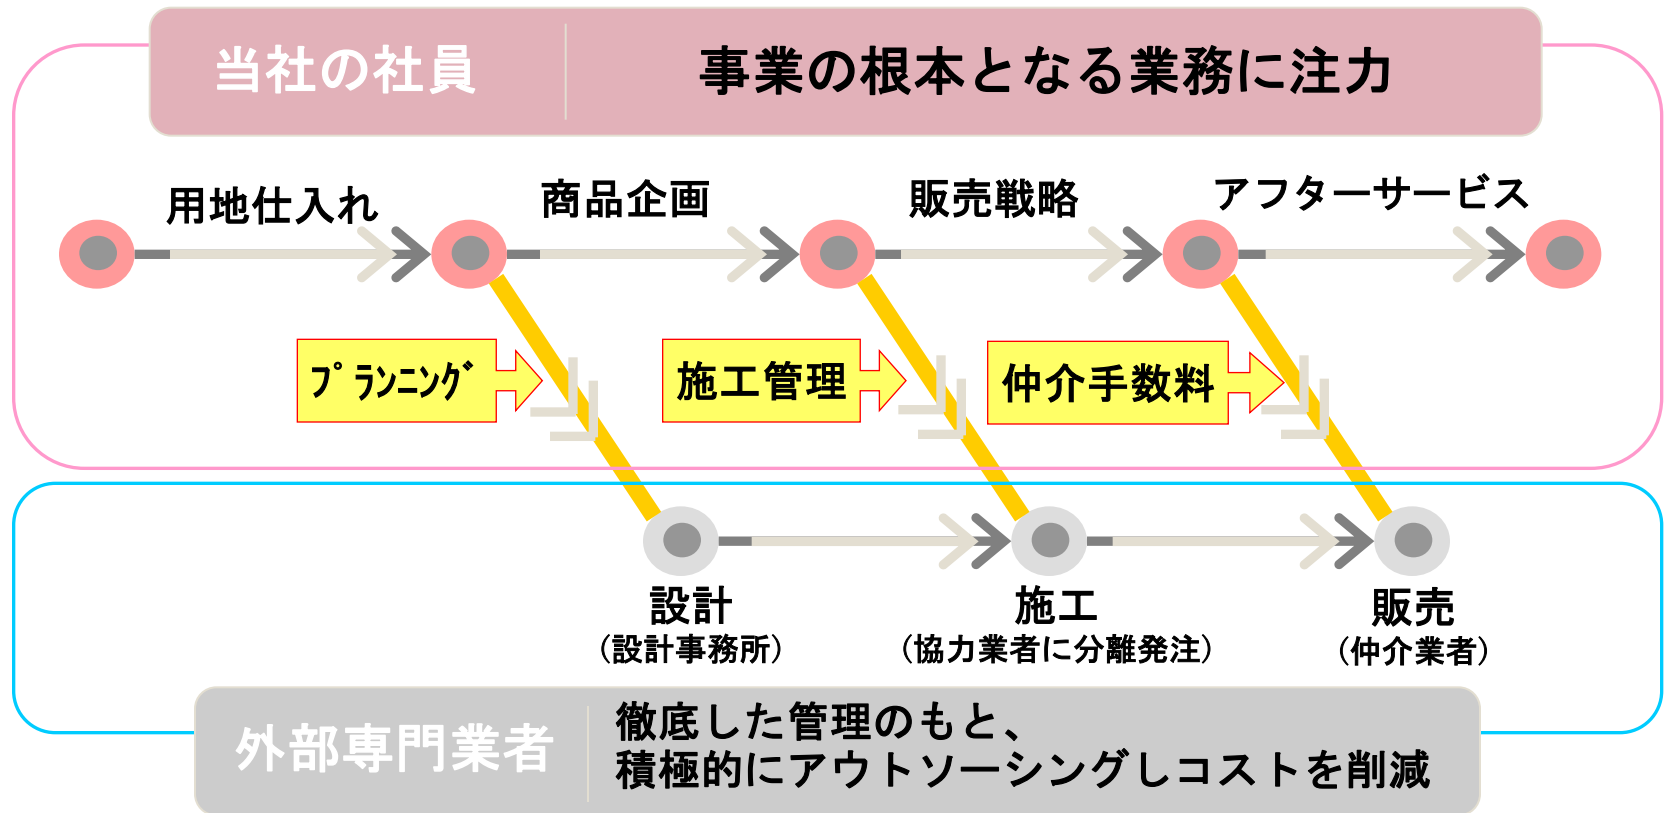 当社の社員
事業の根本となる業務に注力
用地仕入れ
商品企画
販売戦略
アフターサービス
ﾌﾟﾗﾝﾆﾝｸﾞ
施工管理
仲介手数料
設計
(設計事務所)
施工
(協力業者に分離発注)
販売
(仲介業者)
外部専門業者
徹底した管理のもと、
積極的にアウトソーシングしコストを削減